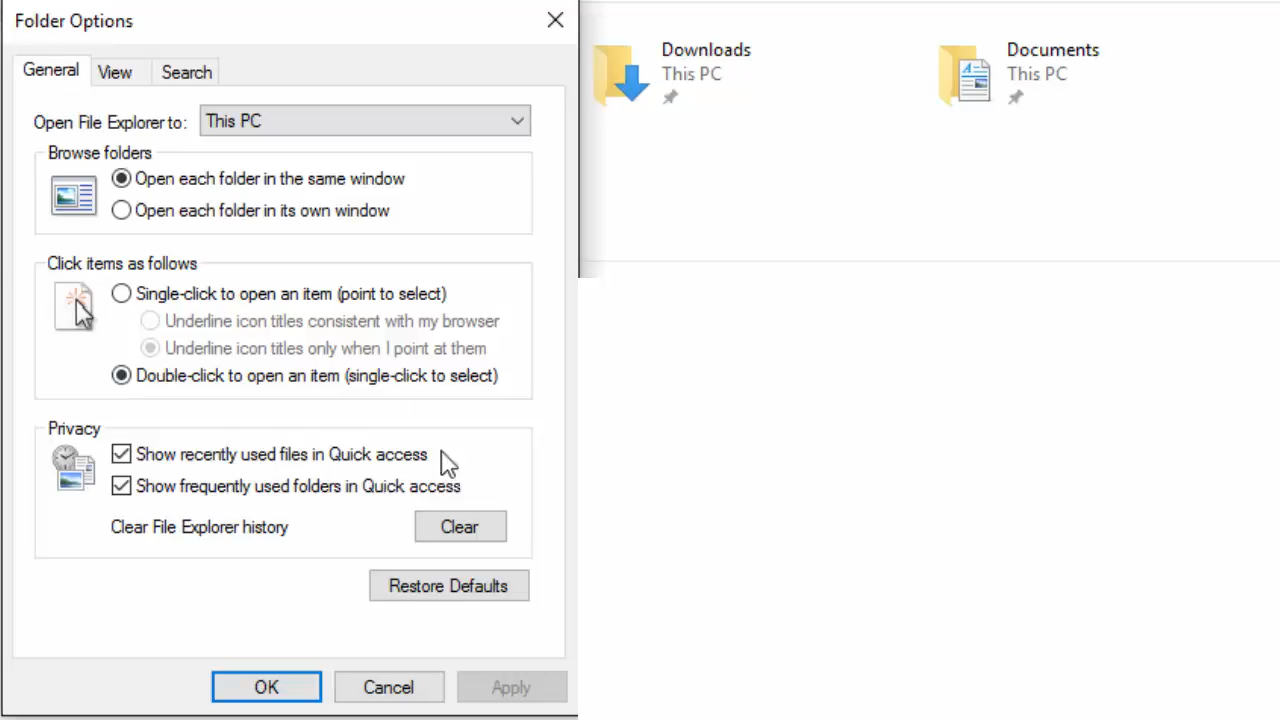 Folder Options
General View Search
Open File Explorer to: This PC
Browse folders
Open each folder in the same window
Open each folder in its own window
Click items as follows
Single-click to open an item (point to select)
Underline icon titles consistent with my browser
Underline icon titles only when I point at them
Double-click to open an item (single-click to select)
Privacy
Show recently used files in Quick access
Show frequently used folders in Quick access
Clear File Explorer history Clear
Restore Defaults
OK Cancel Apply
Downloads
This PC
Documents
This PC